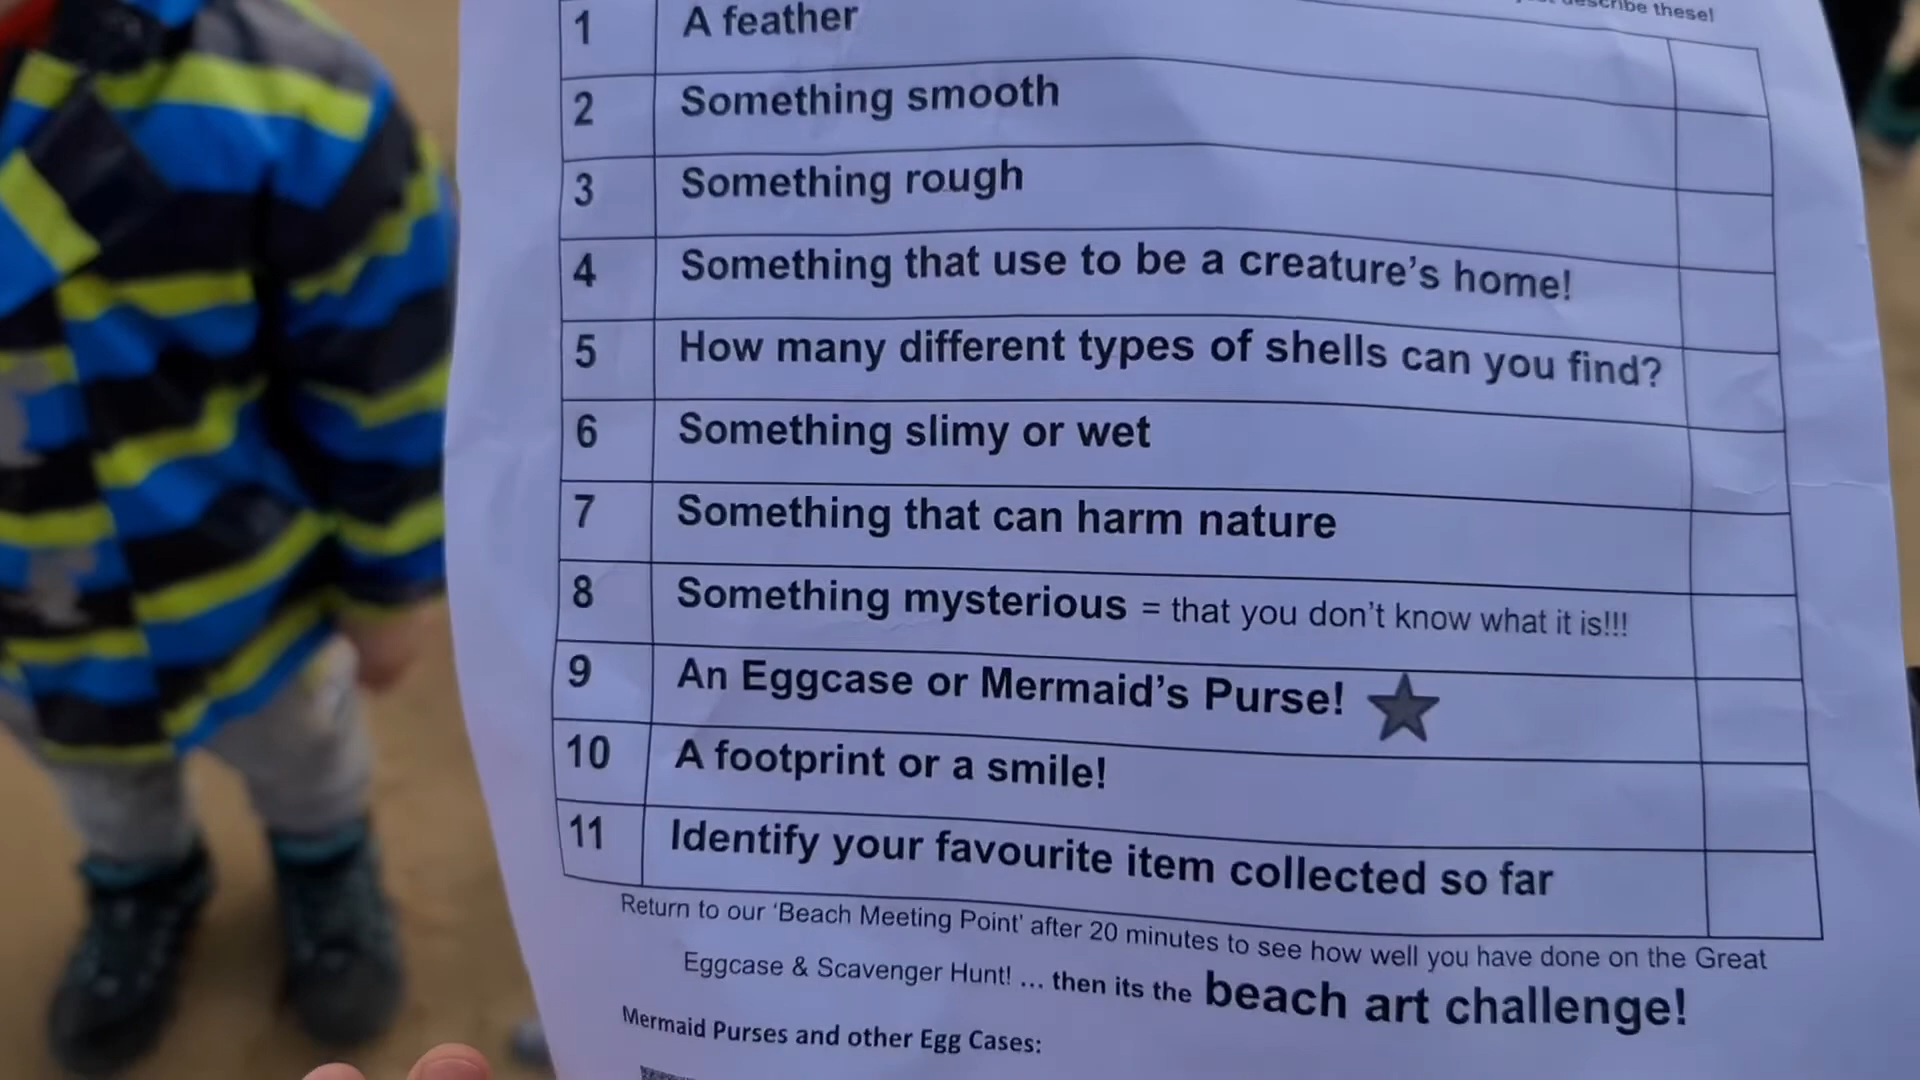 describe these!
1 A feather
2 Something smooth
3 Something rough
4 Something that use to be a creature's home!
5 How many different types of shells can you find?
6 Something slimy or wet
7 Something that can harm nature
8 Something mysterious = that you don't know what it is!!!
9 An Eggcase or Mermaid's Purse!
10 A footprint or a smile!
11 Identify your favourite item collected so far
Return to our 'Beach Meeting Point' after 20 minutes to see how well you have done on the Great
Eggcase & Scavenger Hunt! ... then its the beach art challenge!
Mermaid Purses and other Egg Cases: